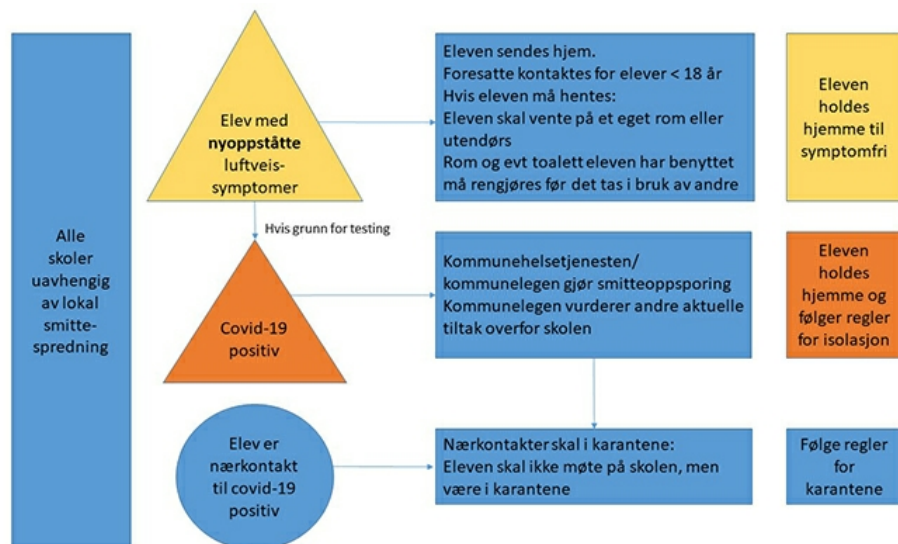 Alle
skoler
uavhengig
av lokal
smitte-
spredning
Elev med
nyoppståtte
luftveis-
symptomer
Eleven sendes hjem.
Foresatte kontaktes for elever < 18 år
Hvis eleven må hentes:
Eleven skal vente på et eget rom eller
utendørs
Rom og evt toalett eleven har benyttet
må rengjøres før det tas i bruk av andre
Eleven
holdes
hjemme til
symptomfri
Hvis grunn for testing
Covid-19
positiv
Kommunehelsetjenesten/
kommunelegen gjør smitteoppsporing
Kommunelegen vurderer andre aktuelle
tiltak overfor skolen
Eleven
holdes
hjemme og
følger regler
for isolasjon
Elev er
nærkontakt
til covid-19
positiv
Nærkontakter skal i karantene:
Eleven skal ikke møte på skolen, men
være i karantene
Følge regler
for
karantene